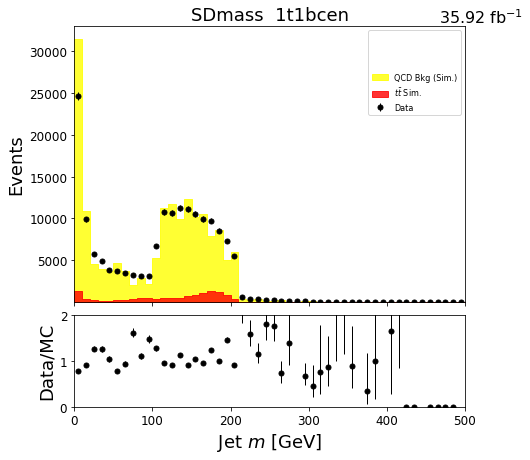 SDmass 1t1bcen
35.92 fb⁻¹
30000
25000
20000
15000
10000
5000
Events
QCD Bkg (Sim.)
tt̄ Sim.
Data
2
1
0
Data/MC
0 100 200 300 400 500
Jet m [GeV]